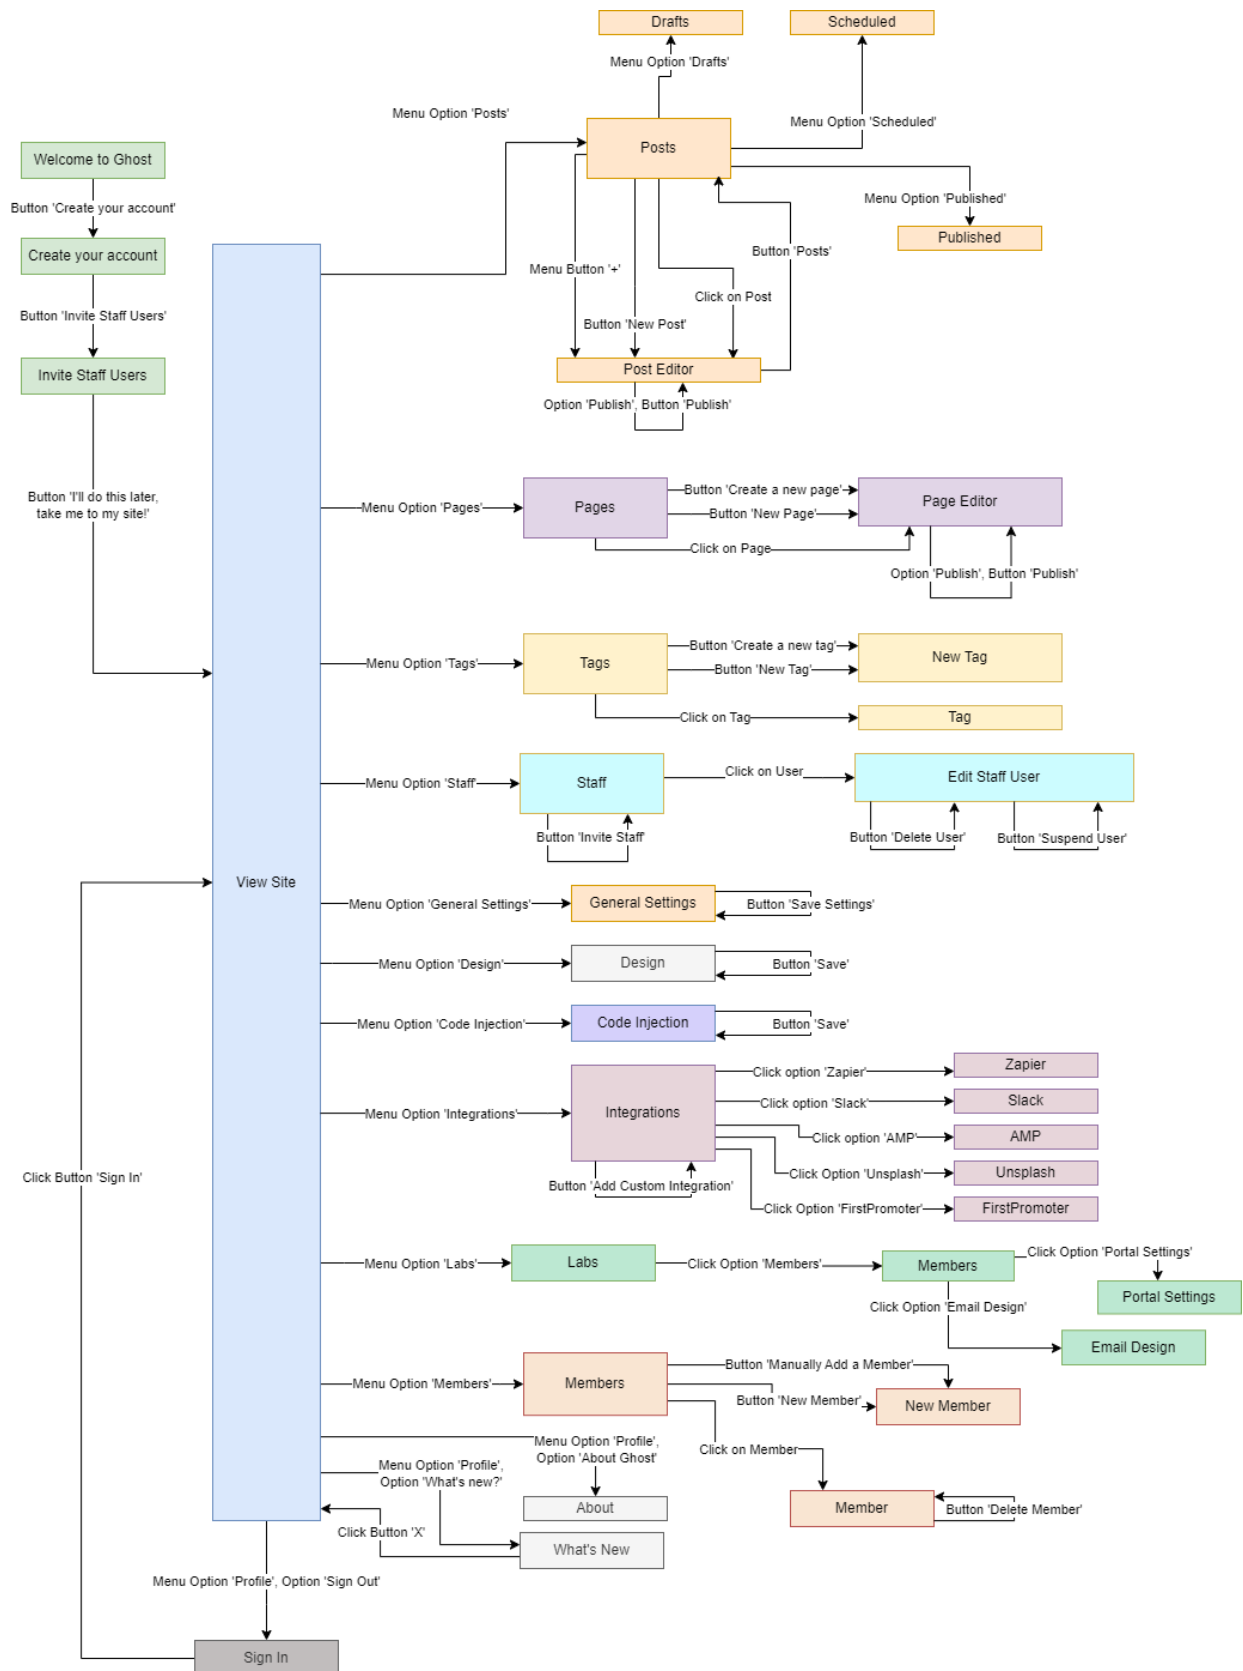 Drafts
Scheduled
Menu Option 'Drafts'
Menu Option 'Posts'
Menu Option 'Scheduled'
Posts
Welcome to Ghost
Menu Option 'Published'
Button 'Create your account'
Published
Create your account
Button 'Posts'
Menu Button '+'
Click on Post
Button 'Invite Staff Users'
Button 'New Post'
Invite Staff Users
Post Editor
Option 'Publish', Button 'Publish'
Button 'I'll do this later,
take me to my site!'
Menu Option 'Pages'
Pages
Button 'Create a new page'
Button 'New Page'
Page Editor
Click on Page
Option 'Publish', Button 'Publish'
Menu Option 'Tags'
Tags
Button 'Create a new tag'
Button 'New Tag'
New Tag
Click on Tag
Tag
Menu Option 'Staff'
Staff
Click on User
Edit Staff User
Button 'Invite Staff'
Button 'Delete User'
Button 'Suspend User'
View Site
Menu Option 'General Settings'
General Settings
Button 'Save Settings'
Menu Option 'Design'
Design
Button 'Save'
Menu Option 'Code Injection'
Code Injection
Button 'Save'
Menu Option 'Integrations'
Integrations
Click option 'Zapier'
Zapier
Click option 'Slack'
Slack
Click option 'AMP'
AMP
Click Option 'Unsplash'
Unsplash
Button 'Add Custom Integration'
Click Option 'FirstPromoter'
FirstPromoter
Click Button 'Sign In'
Menu Option 'Labs'
Labs
Click Option 'Members'
Members
Click Option 'Portal Settings'
Portal Settings
Click Option 'Email Design'
Email Design
Menu Option 'Members'
Members
Button 'Manually Add a Member'
Button 'New Member'
New Member
Click on Member
Menu Option 'Profile',
Option 'About Ghost'
Menu Option 'Profile',
Option 'What's new?'
About
Member
Button 'Delete Member'
Click Button 'X'
What's New
Menu Option 'Profile', Option 'Sign Out'
Sign In